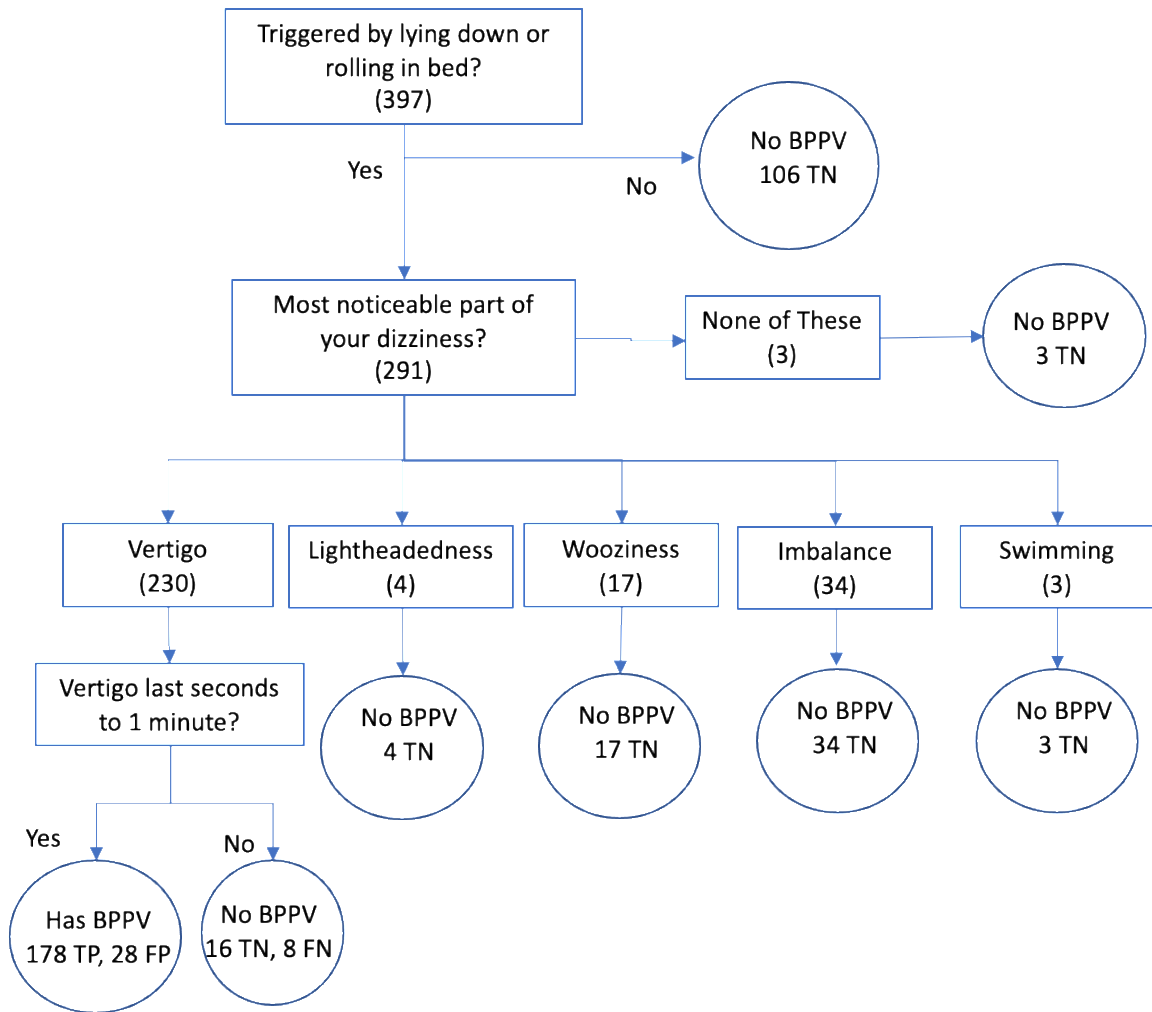 Triggered by lying down or
rolling in bed?
(397)
No BPPV
106 TN
Yes
No
Most noticeable part of
your dizziness?
(291)
None of These
(3)
No BPPV
3 TN
Vertigo
(230)
Lightheadedness
(4)
Wooziness
(17)
Imbalance
(34)
Swimming
(3)
Vertigo last seconds
to 1 minute?
No BPPV
4 TN
No BPPV
17 TN
No BPPV
34 TN
No BPPV
3 TN
Yes
No
Has BPPV
178 TP, 28 FP
No BPPV
16 TN, 8 FN